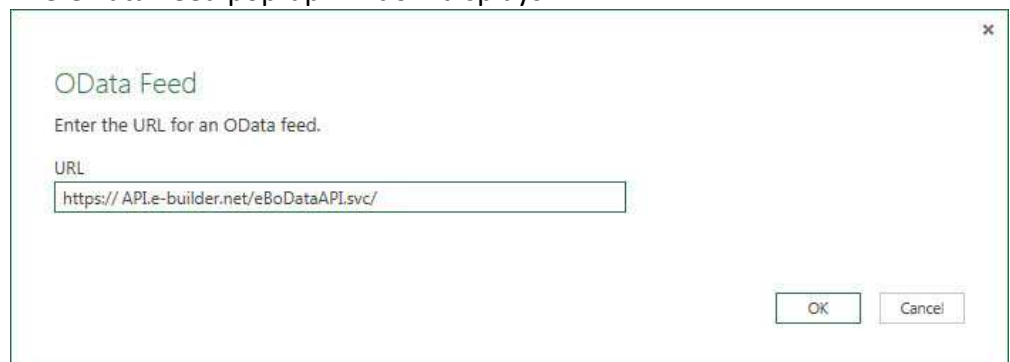 ×
OData Feed
Enter the URL for an OData feed.
URL
https:// API.e-builder.net/eBoDataAPI.svc/
OK Cancel